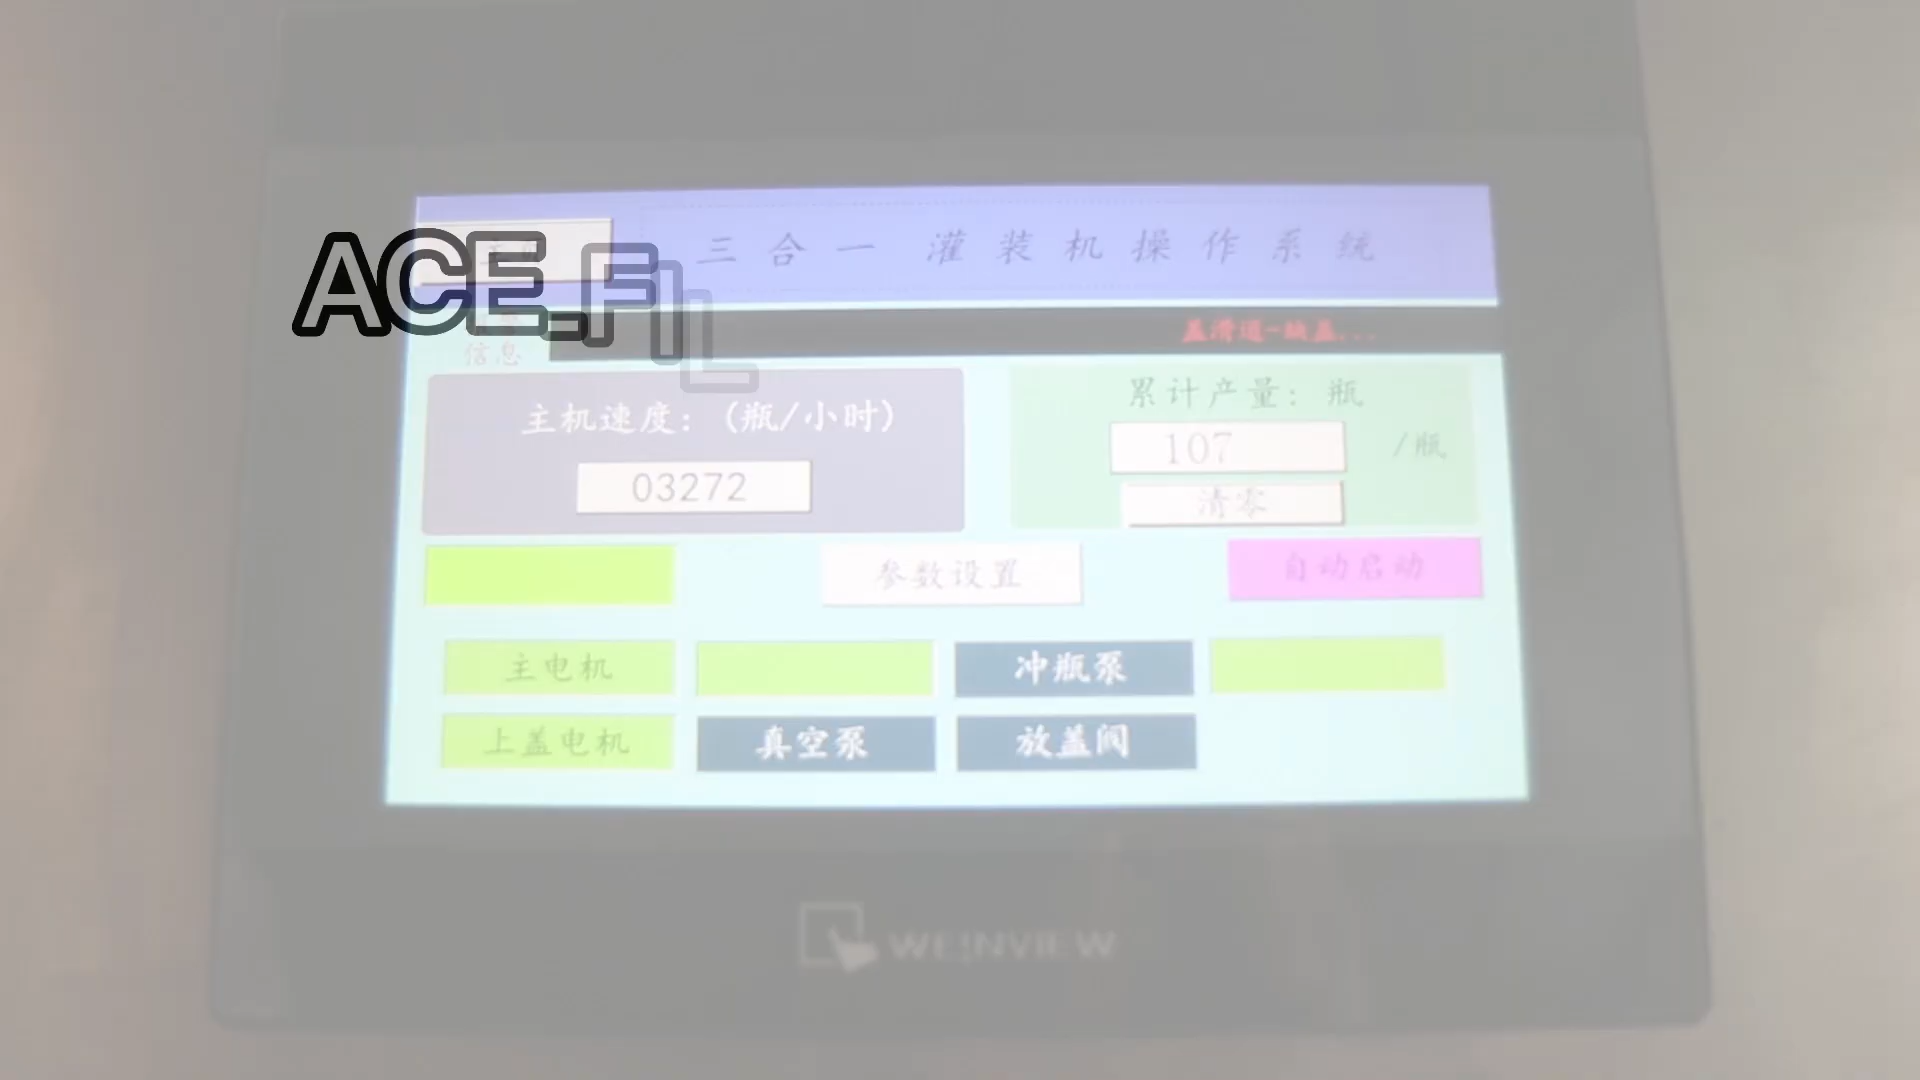 三合一 灌装机操作系统
ACE_FIL
盖滑道-缺盖...
信息
主机速度:(瓶/小时)
累计产量: 瓶
107 /瓶
03272
清零
参数设置
自动启动
主电机
冲瓶泵
上盖电机
真空泵
放盖阀
WEINVIEW